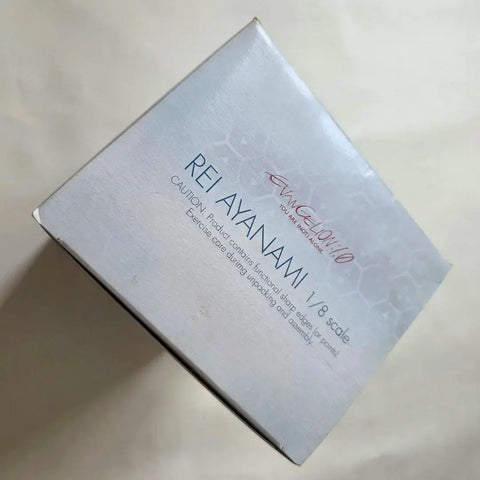 EVANGELION:1.0
YOU ARE (NOT) ALONE.
REI AYANAMI 1/8 scale
CAUTION: Product contains functional sharp edges (or points).
Exercise care during unpacking and assembly.